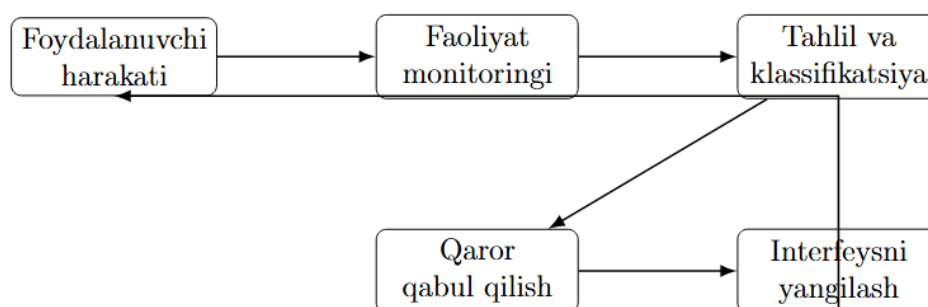 Foydalanuvchi
harakati
Faoliyat
monitoringi
Tahlil va
klassifikatsiya
Qaror
qabul qilish
Interfeysni
yangilash